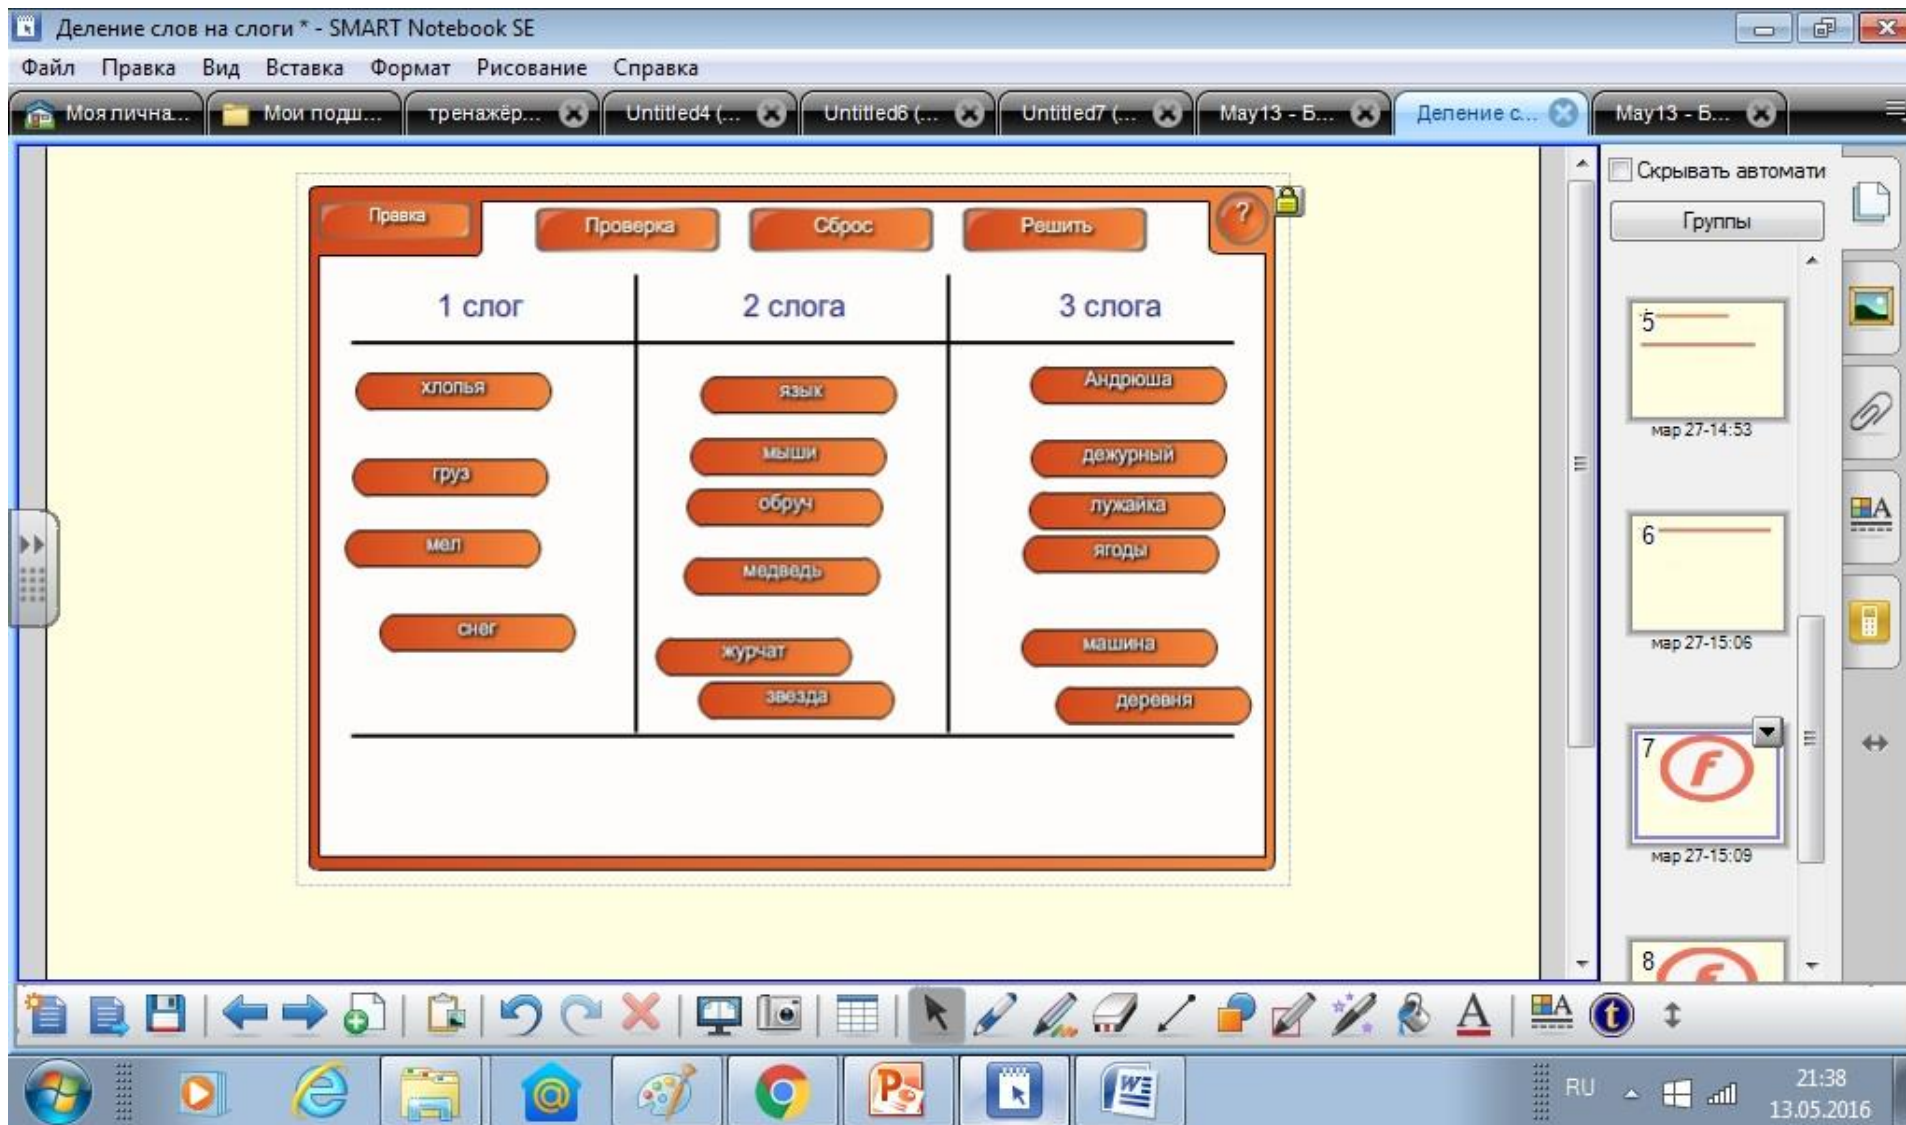 Деление слов на слоги * - SMART Notebook SE
Файл Правка Вид Вставка Формат Рисование Справка
Моя лична... Мои подш... тренажёр... Untitled4 (... Untitled6 (... Untitled7 (... May13 - Б... Деление с... May13 - Б...
Скрывать автомати
Группы
Правка Проверка Сброс Решить ?
1 слог 2 слога 3 слога
хлопья
груз
мел
снег
язык
мыши
обруч
медведь
журчат
звезда
Андрюша
дежурный
лужайка
ягоды
машина
деревня
5
мар 27-14:53
6
мар 27-15:06
7
F
мар 27-15:09
8
RU
21:38
13.05.2016